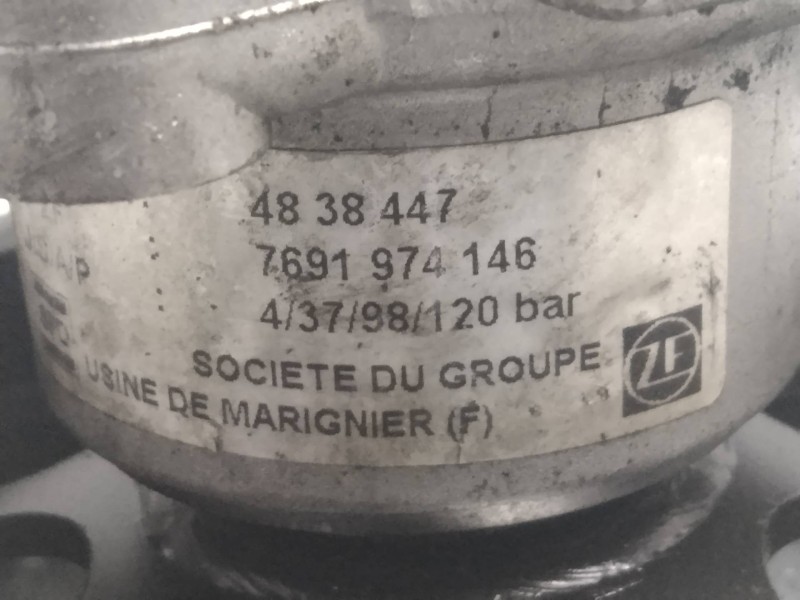 48 38 447
7691 974 146
4/37/98/120 bar
SOCIETE DU GROUPE ZF
USINE DE MARIGNIER (F)